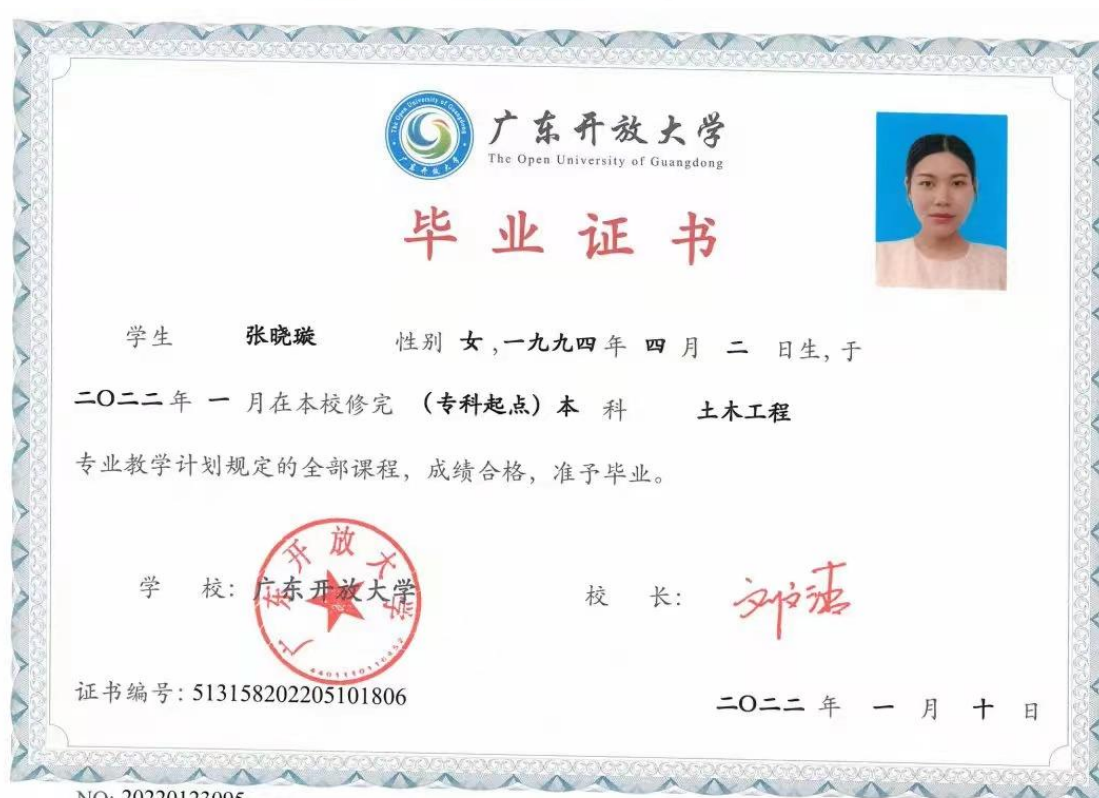 广东开放大学
The Open University of Guangdong
毕业证书
学生 张晓璇 性别 女,一九九四年 四 月 二 日生,于
二〇二二年 一 月在本校修完 (专科起点)本 科 土木工程
专业教学计划规定的全部课程，成绩合格，准予毕业。
学 校：广东开放大学
广东开放大学
校 长：
证书编号：513158202205101806
二〇二二 年 一 月 十 日
NO: 20220123095